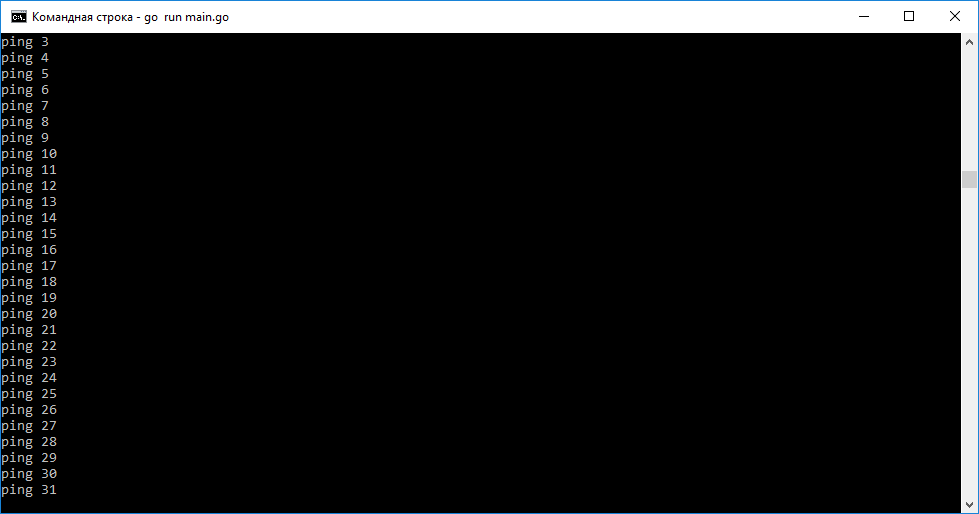 Командная строка - go  run main.go
ping 3
ping 4
ping 5
ping 6
ping 7
ping 8
ping 9
ping 10
ping 11
ping 12
ping 13
ping 14
ping 15
ping 16
ping 17
ping 18
ping 19
ping 20
ping 21
ping 22
ping 23
ping 24
ping 25
ping 26
ping 27
ping 28
ping 29
ping 30
ping 31